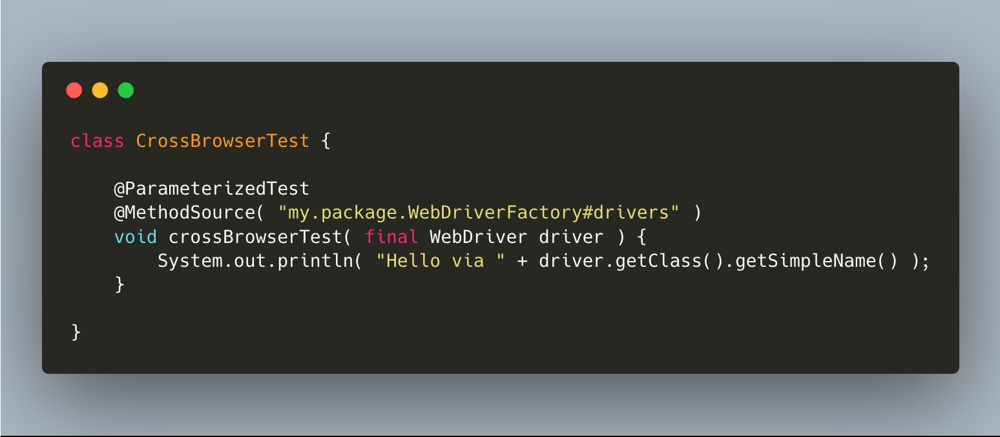 class CrossBrowserTest {
    @ParameterizedTest
    @MethodSource( "my.package.WebDriverFactory#drivers" )
    void crossBrowserTest( final WebDriver driver ) {
        System.out.println( "Hello via " + driver.getClass().getSimpleName() );
    }
}